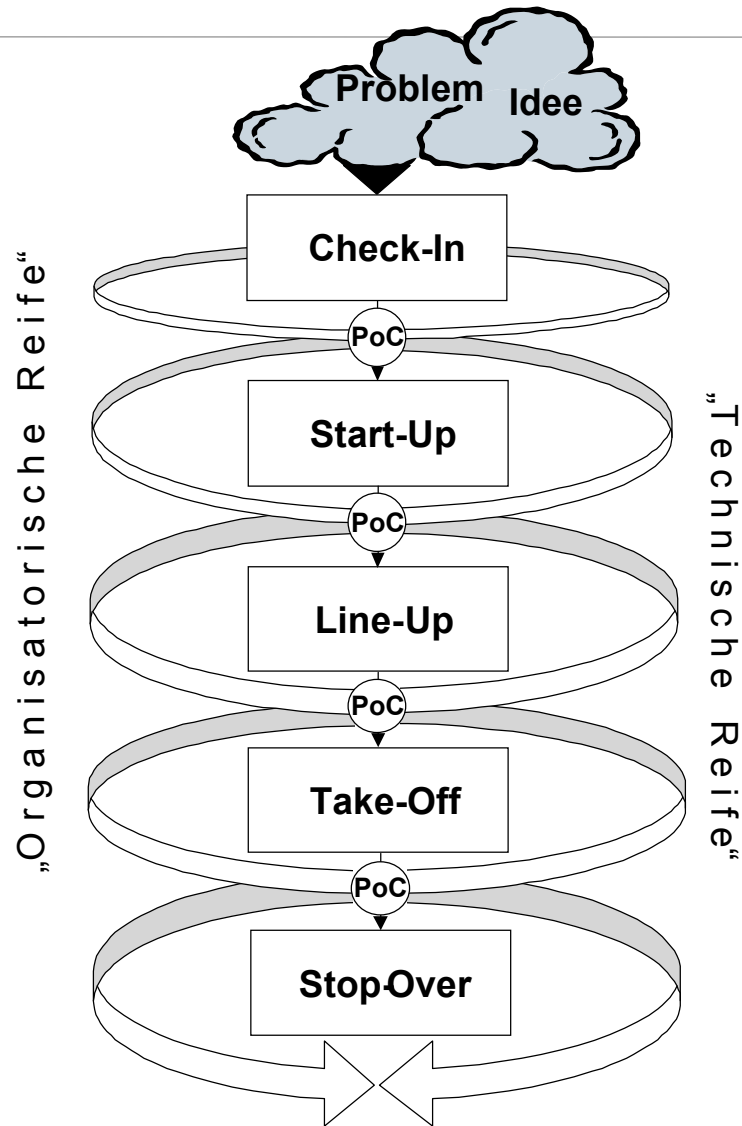 Problem
Idee
Check-In
PoC
Start-Up
PoC
Line-Up
PoC
Take-Off
PoC
Stop-Over
„Organisatorische Reife“
„Technische Reife“